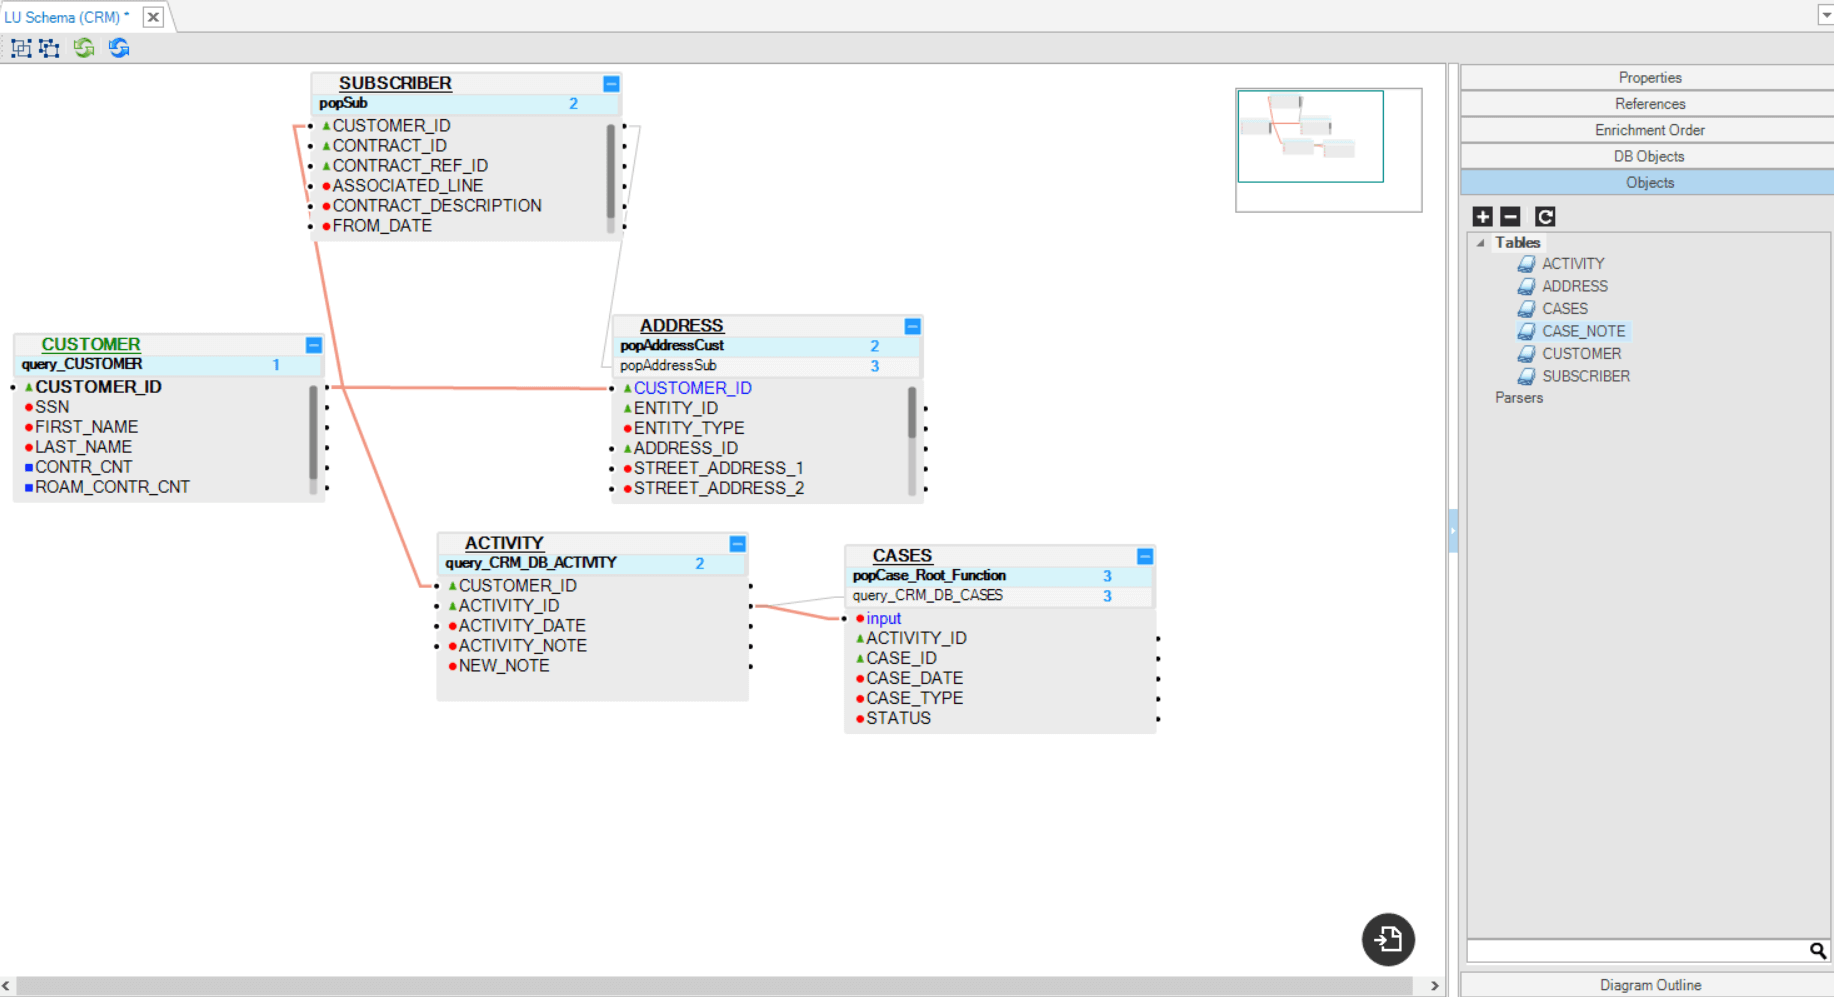 LU Schema (CRM) *
SUBSCRIBER
popSub 2
CUSTOMER_ID
CONTRACT_ID
CONTRACT_REF_ID
ASSOCIATED_LINE
CONTRACT_DESCRIPTION
FROM_DATE
CUSTOMER
query_CUSTOMER 1
CUSTOMER_ID
SSN
FIRST_NAME
LAST_NAME
CONTR_CNT
ROAM_CONTR_CNT
ADDRESS
popAddressCust 2
popAddressSub 3
CUSTOMER_ID
ENTITY_ID
ENTITY_TYPE
ADDRESS_ID
STREET_ADDRESS_1
STREET_ADDRESS_2
ACTIVITY
query_CRM_DB_ACTIVITY 2
CUSTOMER_ID
ACTIVITY_ID
ACTIVITY_DATE
ACTIVITY_NOTE
NEW_NOTE
CASES
popCase_Root_Function 3
query_CRM_DB_CASES 3
input
ACTIVITY_ID
CASE_ID
CASE_DATE
CASE_TYPE
STATUS
Properties
References
Enrichment Order
DB Objects
Objects
Tables
ACTIVITY
ADDRESS
CASES
CASE_NOTE
CUSTOMER
SUBSCRIBER
Parsers
Diagram Outline